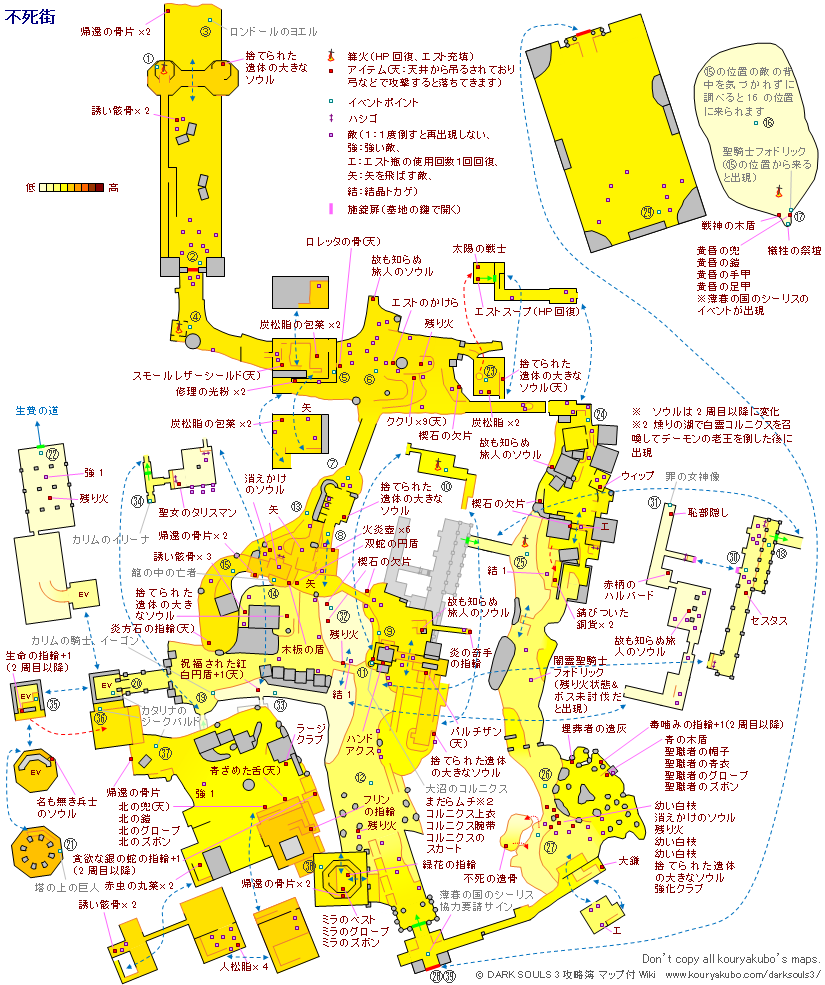 不死街
帰還の骨片×2
③
ロンドールのヨエル
①
捨てられた
遺体の大きな
ソウル
誘い骸骨×2
篝火(HP回復、エスト充填)
アイテム(天:天井から吊るされており
弓などで攻撃すると落ちてきます)
イベントポイント
ハシゴ
敵(1:1度倒すと再出現しない、
強:強い敵、
エ:エスト瓶の使用回数1回回復、
矢:矢を飛ばす敵、
結:結晶トカゲ)
施錠扉(墓地の鍵で開く)
低
高
⑮の位置の敵の背
中を気づかれずに
調べると16の位置
に来られます
⑯
聖騎士フォドリック
(⑮の位置から来る
と出現)
⑰
戦神の木盾
犠牲の祭壇
黄昏の兜
黄昏の鎧
黄昏の手甲
黄昏の足甲
※薄暮の国のシーリスの
イベントが出現
㉙
②
④
ロレッタの骨(天)
故も知らぬ
旅人のソウル
太陽の戦士
エストのかけら
エストスープ(HP回復)
残り火
炭松脂の包薬×2
スモールレザーシールド(天)
修理の光粉×2
⑤
⑥
㉓
捨てられた
遺体の大きな
ソウル(天)
ククリ×9(天)
楔石の欠片
炭松脂×2
炭松脂の包薬×2
矢
㉔
※ ソウルは2周目以降に変化
※2 燻りの湖で白霊コルニクスを召
喚してデーモンの老王を倒した後に
出現
生贄の道
㉒
強1
残り火
故も知らぬ
旅人のソウル
ウィップ
⑦
⑩
消えかけ
のソウル
捨てられた
遺体の大きな
ソウル
矢
⑬
⑧
㉞
聖女のタリスマン
カリムのイリーナ
帰還の骨片×2
誘い骸骨×3
火炎壺×6
双蛇の円盾
楔石の欠片
楔石の欠片
エ
罪の女神像
㉛
恥部隠し
㉚
⑱
㉕
結1
赤柄の
ハルバード
セスタス
⑮
籠の中の亡者
⑭
矢
捨てられた
遺体の大き
なソウル
炎方石の指輪(天)
㉜
残り火
故も知らぬ
旅人のソウル
錆びついた
銅貨×2
故も知らぬ旅
人のソウル
木板の盾
⑨
炎の奇手
の指輪
カリムの騎士、イーゴン
EV
生命の指輪+1
(2周目以降)
祝福された紅
白円盾+1(天)
⑪
結1
闇霊聖騎士
フォドリック
(残り火状態&
ボス未討伐だ
と出現)
EV
⑳
EV
㉟
⑲
㉝
㊱
カタリナの
ジークバルド
ラージ
クラブ
ハンド
アクス
パルチザン
(天)
埋葬者の遺灰
毒噛みの指輪+1(2周目以降)
青の木盾
聖職者の帽子
聖職者の青衣
聖職者のグローブ
聖職者のズボン
㊲
EV
名も無き兵士
のソウル
帰還の骨片
北の兜(天)
北の鎧
北のグローブ
北のズボン
強1
青ざめた舌(天)
⑫
捨てられた遺体
の大きなソウル
大沼のコルニクス
まだらムチ※2
コルニクス上衣
コルニクス腕帯
コルニクスの
スカート
フリン
の指輪
残り火
㉖
幼い白枝
消えかけのソウル
残り火
幼い白枝
幼い白枝
捨てられた遺体
の大きなソウル
強化クラブ
㉑
塔の上の巨人
貪欲な銀の蛇の指輪+1
(2周目以降)
赤虫の丸薬×2
誘い骸骨×2
㊳
緑花の指輪
㉗
大鎌
不死の遺骨
帰還の骨片×2
薄暮の国のシーリス
協力要請サイン
ミラのベスト
ミラのグローブ
ミラのズボン
エ
人松脂×4
㉘㊴
Don't copy all kouryakubo's maps.
© DARK SOULS 3 攻略簿 マップ付 Wiki www.kouryakubo.com/darksouls3/